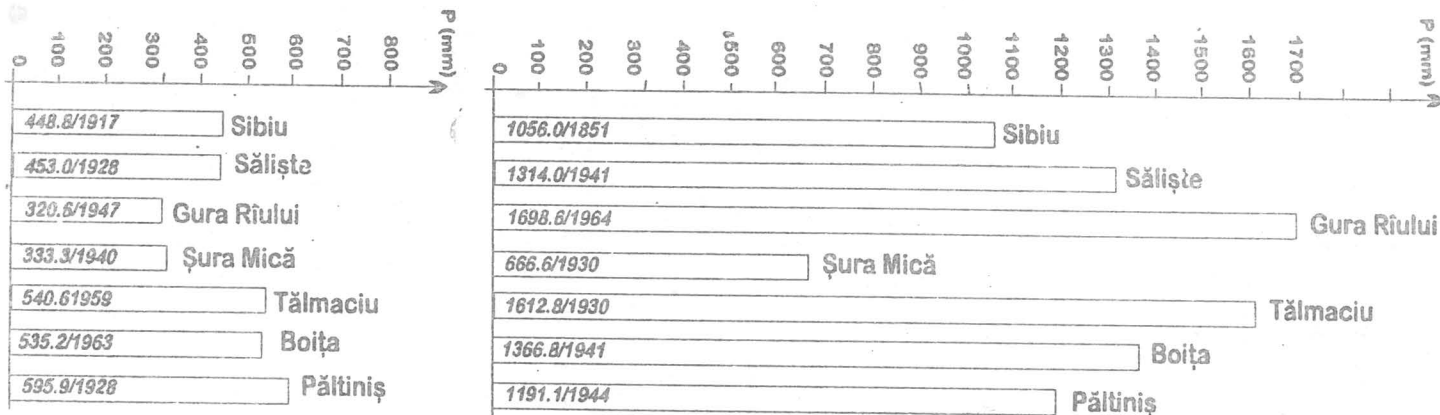 0 100 200 300 400 500 600 700 800 P (mm)
448.8/1917 Sibiu
453.0/1928 Săliște
320.6/1947 Gura Rîului
333.3/1940 Șura Mică
540.61959 Tălmaciu
535.2/1963 Boița
595.9/1928 Păltiniș
0 100 200 300 400 500 600 700 800 900 1000 1100 1200 1300 1400 1500 1600 1700 P (mm)
1056.0/1851 Sibiu
1314.0/1941 Săliște
1698.6/1964 Gura Rîului
666.6/1930 Șura Mică
1612.8/1930 Tălmaciu
1366.8/1941 Boița
1191.1/1944 Păltiniș